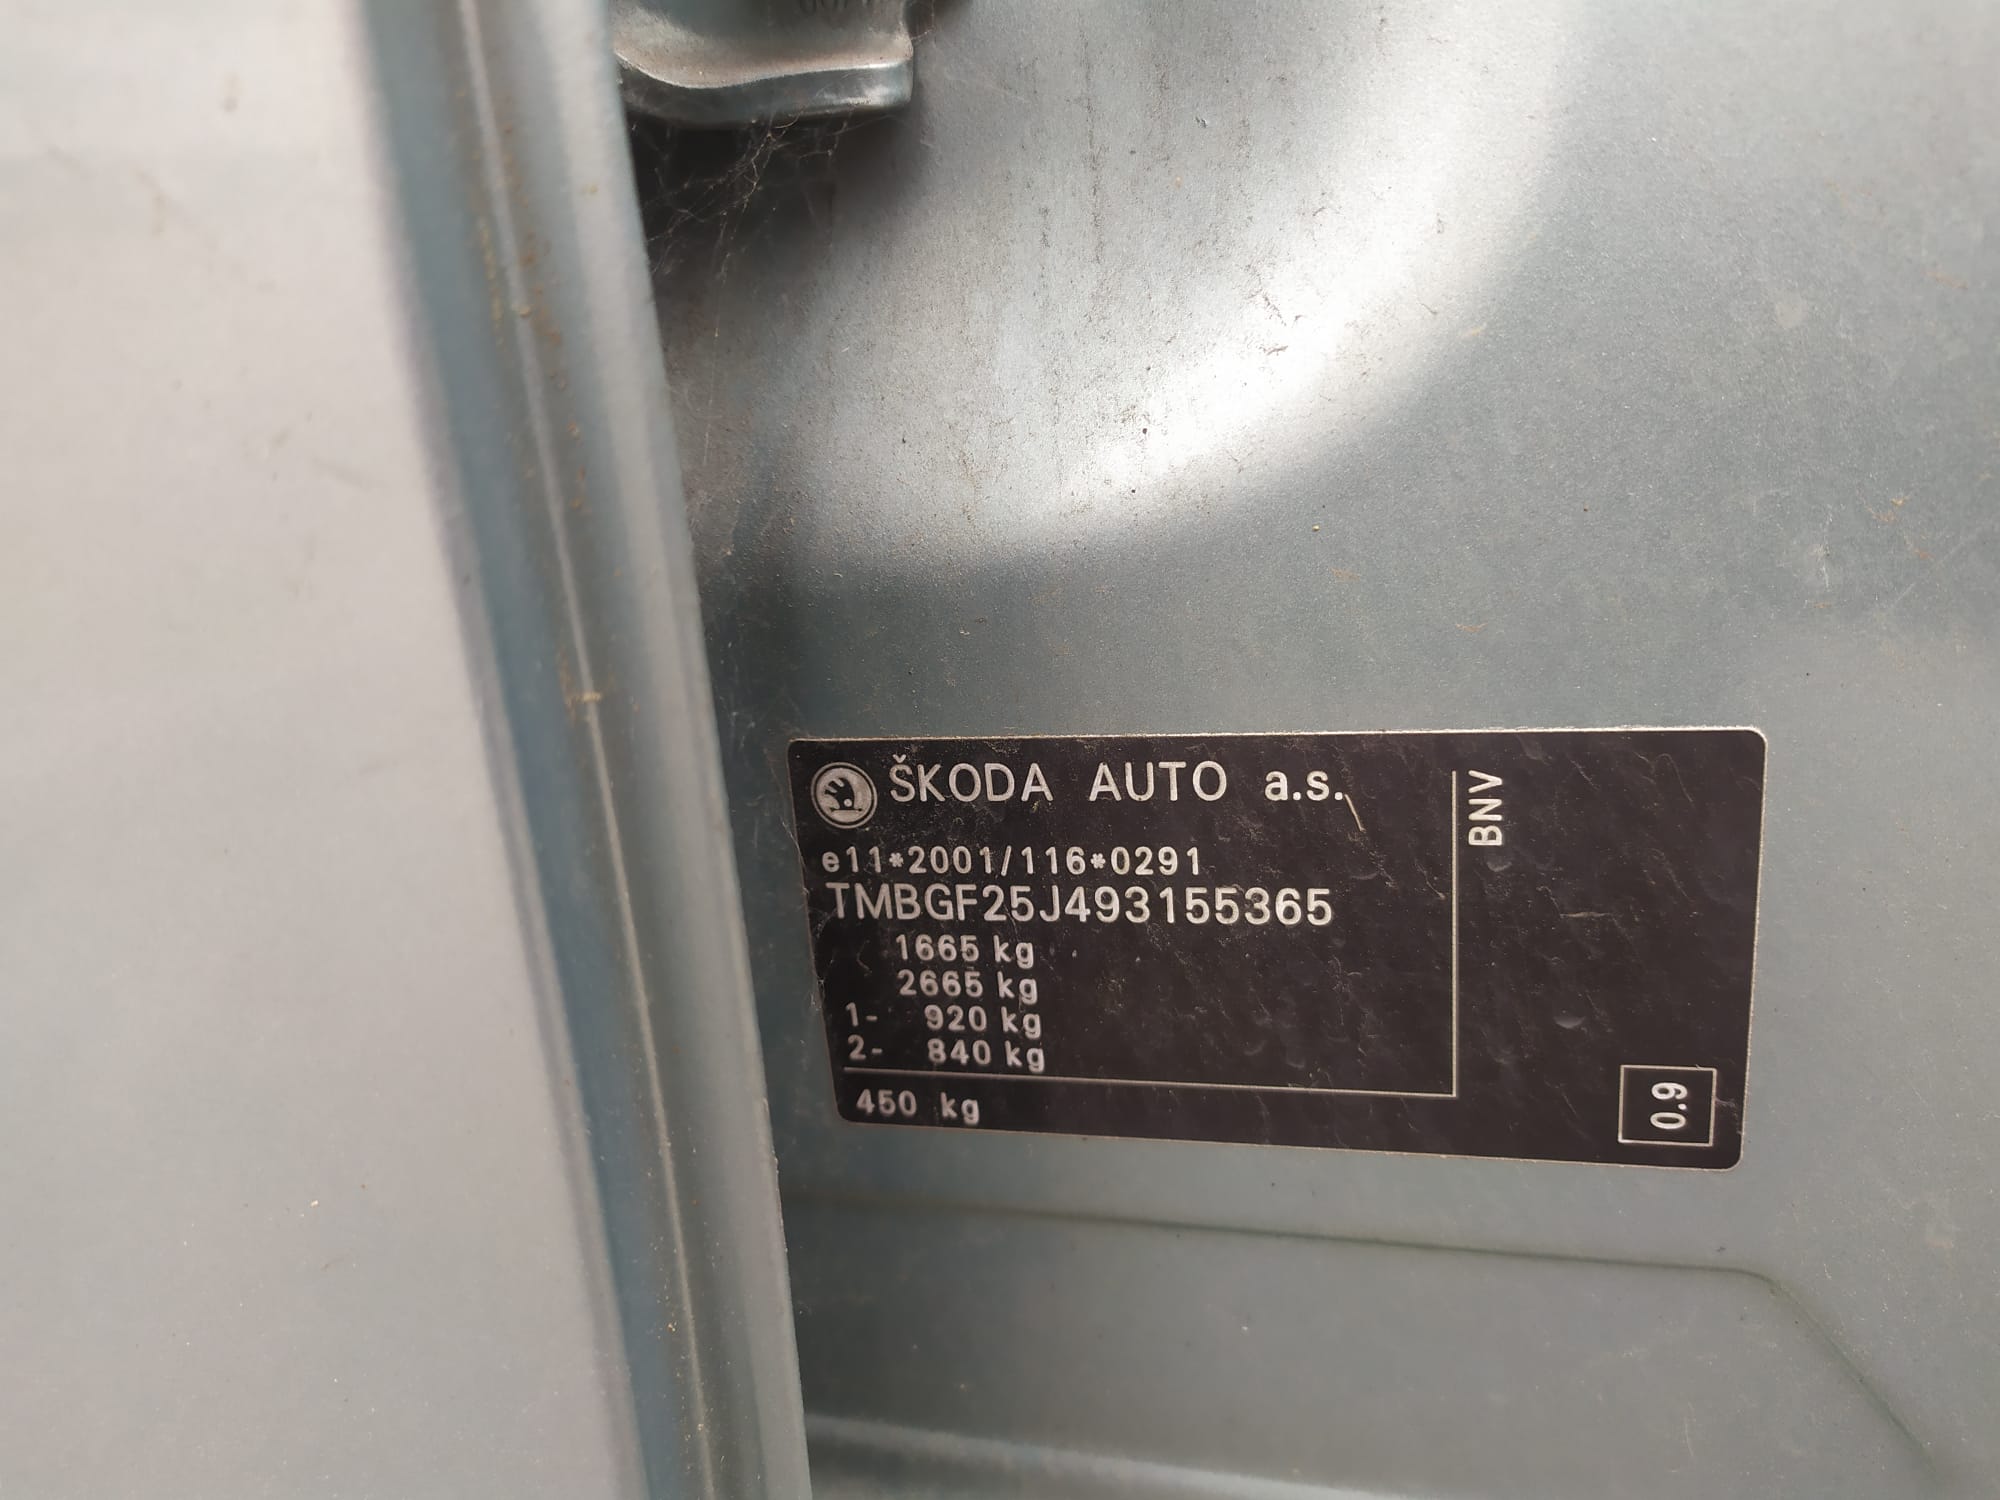 ŠKODA AUTO a.s.
e11*2001/116*0291
TMBGF25J493155365
1665 kg
2665 kg
1- 920 kg
2- 840 kg
450 kg
BNV
0.9